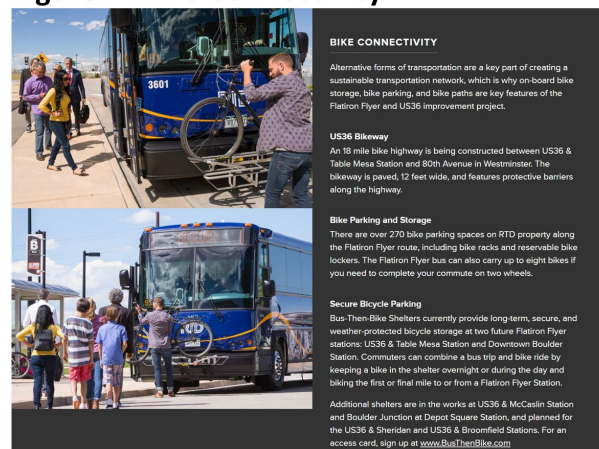 BIKE CONNECTIVITY
Alternative forms of transportation are a key part of creating a
sustainable transportation network, which is why on-board bike
storage, bike parking, and bike paths are key features of the
Flatiron Flyer and US36 improvement project.
US36 Bikeway
An 18 mile bike highway is being constructed between US36 &
Table Mesa Station and 80th Avenue in Westminster. The
bikeway is paved, 12 feet wide, and features protective barriers
along the highway.
Bike Parking and Storage
There are over 270 bike parking spaces on RTD property along
the Flatiron Flyer route, including bike racks and reservable bike
lockers. The Flatiron Flyer bus can also carry up to eight bikes if
you need to complete your commute on two wheels.
Secure Bicycle Parking
Bus-Then-Bike Shelters currently provide long-term, secure, and
weather-protected bicycle storage at two future Flatiron Flyer
stations: US36 & Table Mesa Station and Downtown Boulder
Station. Commuters can combine a bus trip and bike ride by
keeping a bike in the shelter overnight or during the day and
biking the first or final mile to or from a Flatiron Flyer Station.
Additional shelters are in the works at US36 & McCaslin Station
and Boulder Junction at Depot Square Station, and planned for
the US36 & Sheridan and US36 & Broomfield Stations. For an
access card, sign up at www.BusThenBike.com
3601
B
RTD